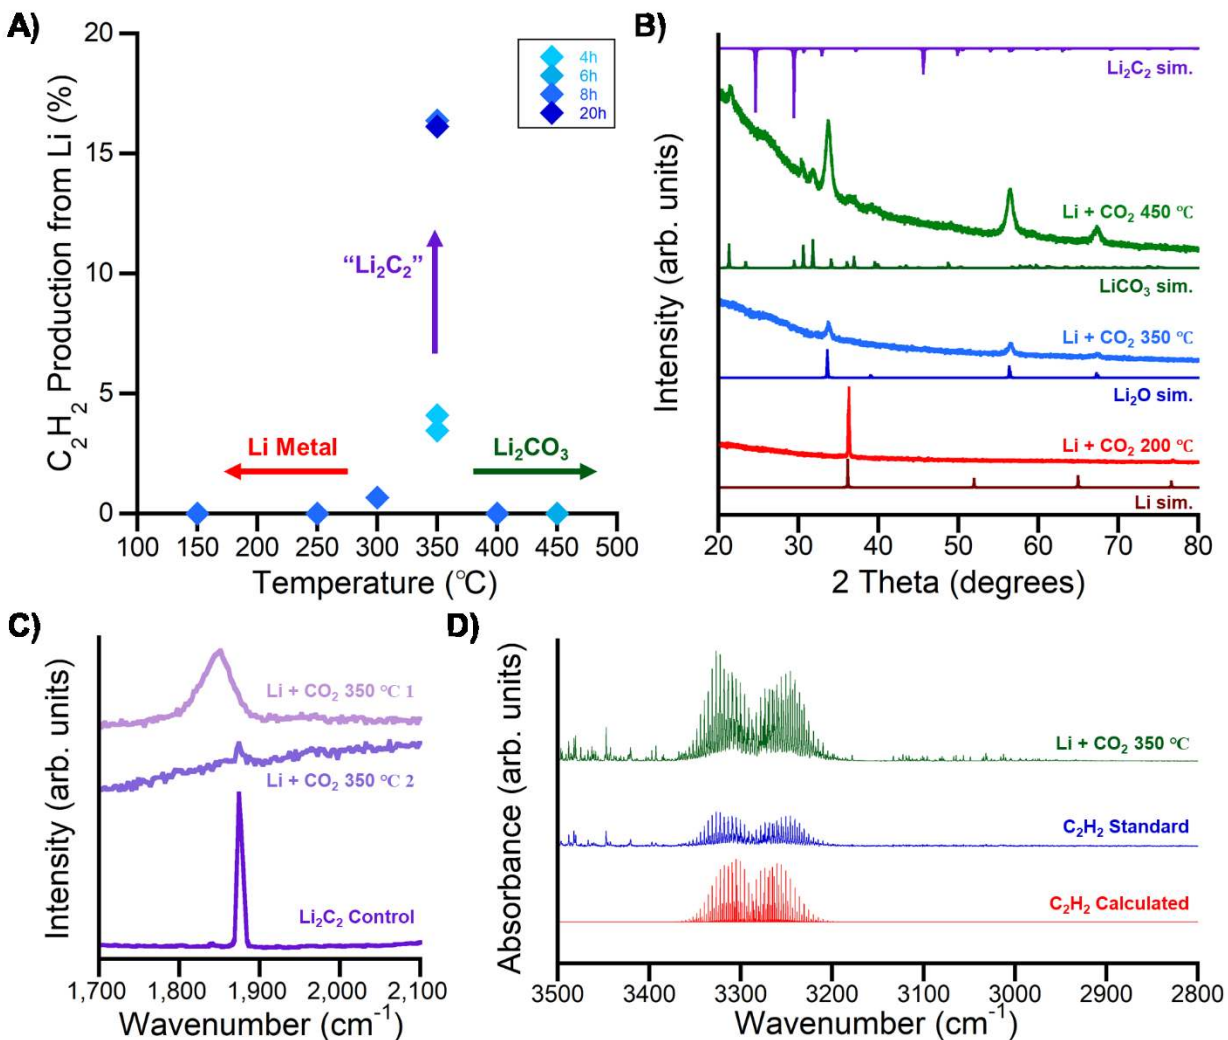 A)
20
15
10
5
0
C2H2 Production from Li (%)
4h
6h
8h
20h
“Li2C2”
Li Metal
Li2CO3
100 150 200 250 300 350 400 450 500
Temperature (°C)
B)
Intensity (arb. units)
Li2C2 sim.
Li + CO2 450 °C
LiCO3 sim.
Li + CO2 350 °C
Li2O sim.
Li + CO2 200 °C
Li sim.
20 30 40 50 60 70 80
2 Theta (degrees)
C)
Intensity (arb. units)
Li + CO2 350 °C 1
Li + CO2 350 °C 2
Li2C2 Control
1,700 1,800 1,900 2,000 2,100
Wavenumber (cm-1)
D)
Absorbance (arb. units)
Li + CO2 350 °C
C2H2 Standard
C2H2 Calculated
3500 3400 3300 3200 3100 3000 2900 2800
Wavenumber (cm-1)